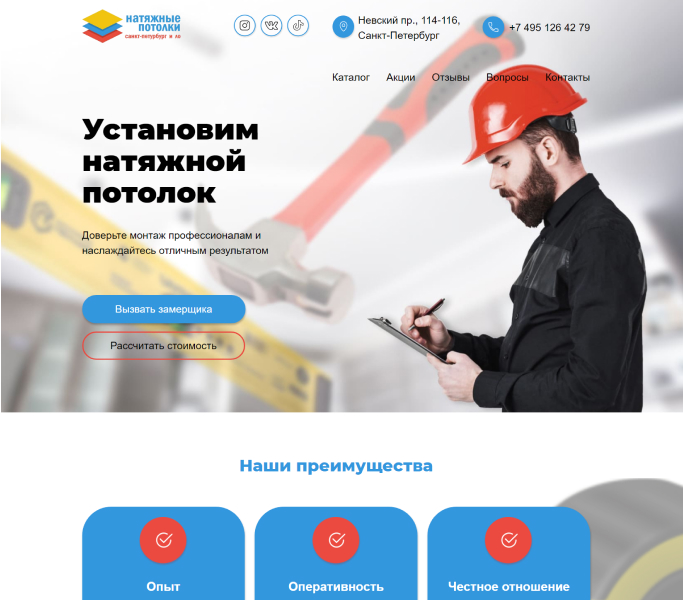 натяжные
потолки
санкт-петурбург и ло
Невский пр., 114-116,
Санкт-Петербург
+7 495 126 42 79
Каталог Акции Отзывы Вопросы Контакты
Установим
натяжной
потолок
Доверьте монтаж профессионалам и
наслаждайтесь отличным результатом
Вызвать замерщика
Рассчитать стоимость
Наши преимущества
Опыт Оперативность Честное отношение